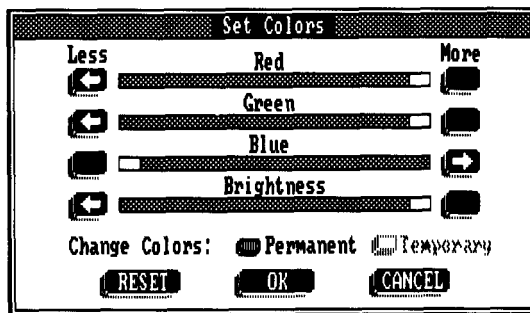 Set Colors
Less Red More
Green
Blue
Brightness
Change Colors: Permanent Temporary
RESET OK CANCEL